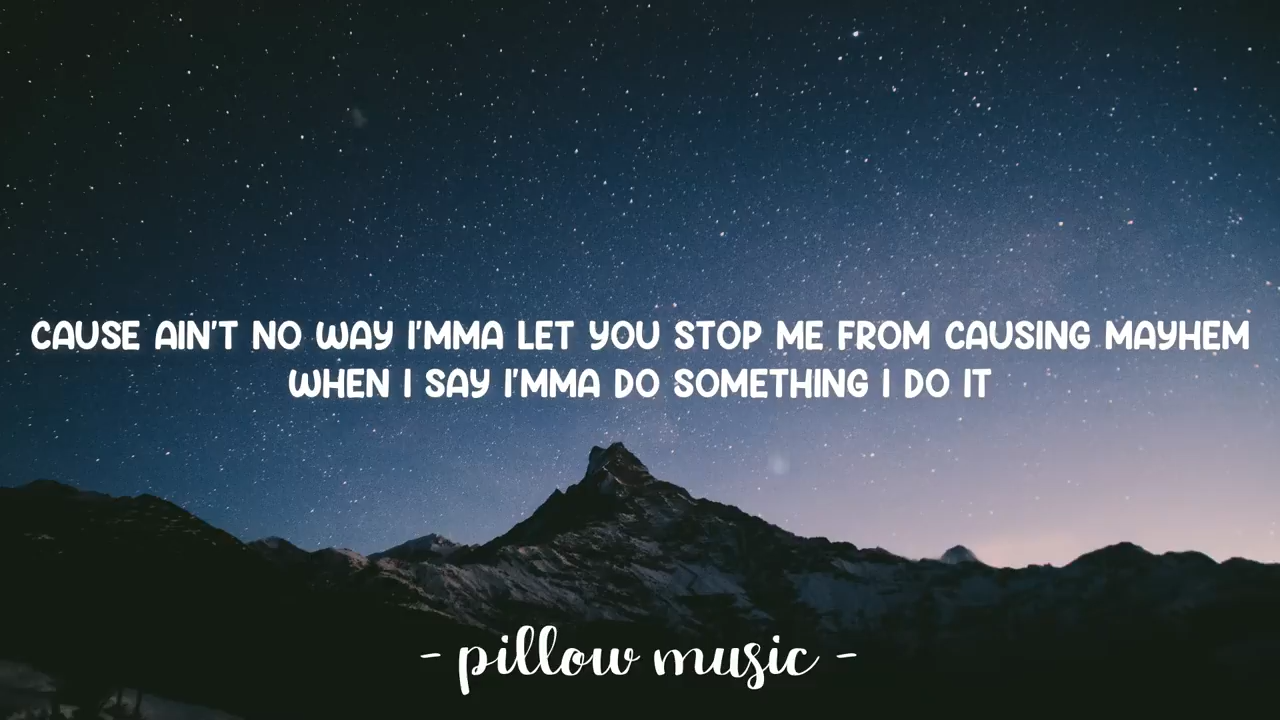 CAUSE AIN'T NO WAY I'MMA LET YOU STOP ME FROM CAUSING MAYHEM
WHEN I SAY I'MMA DO SOMETHING I DO IT
- pillow music -